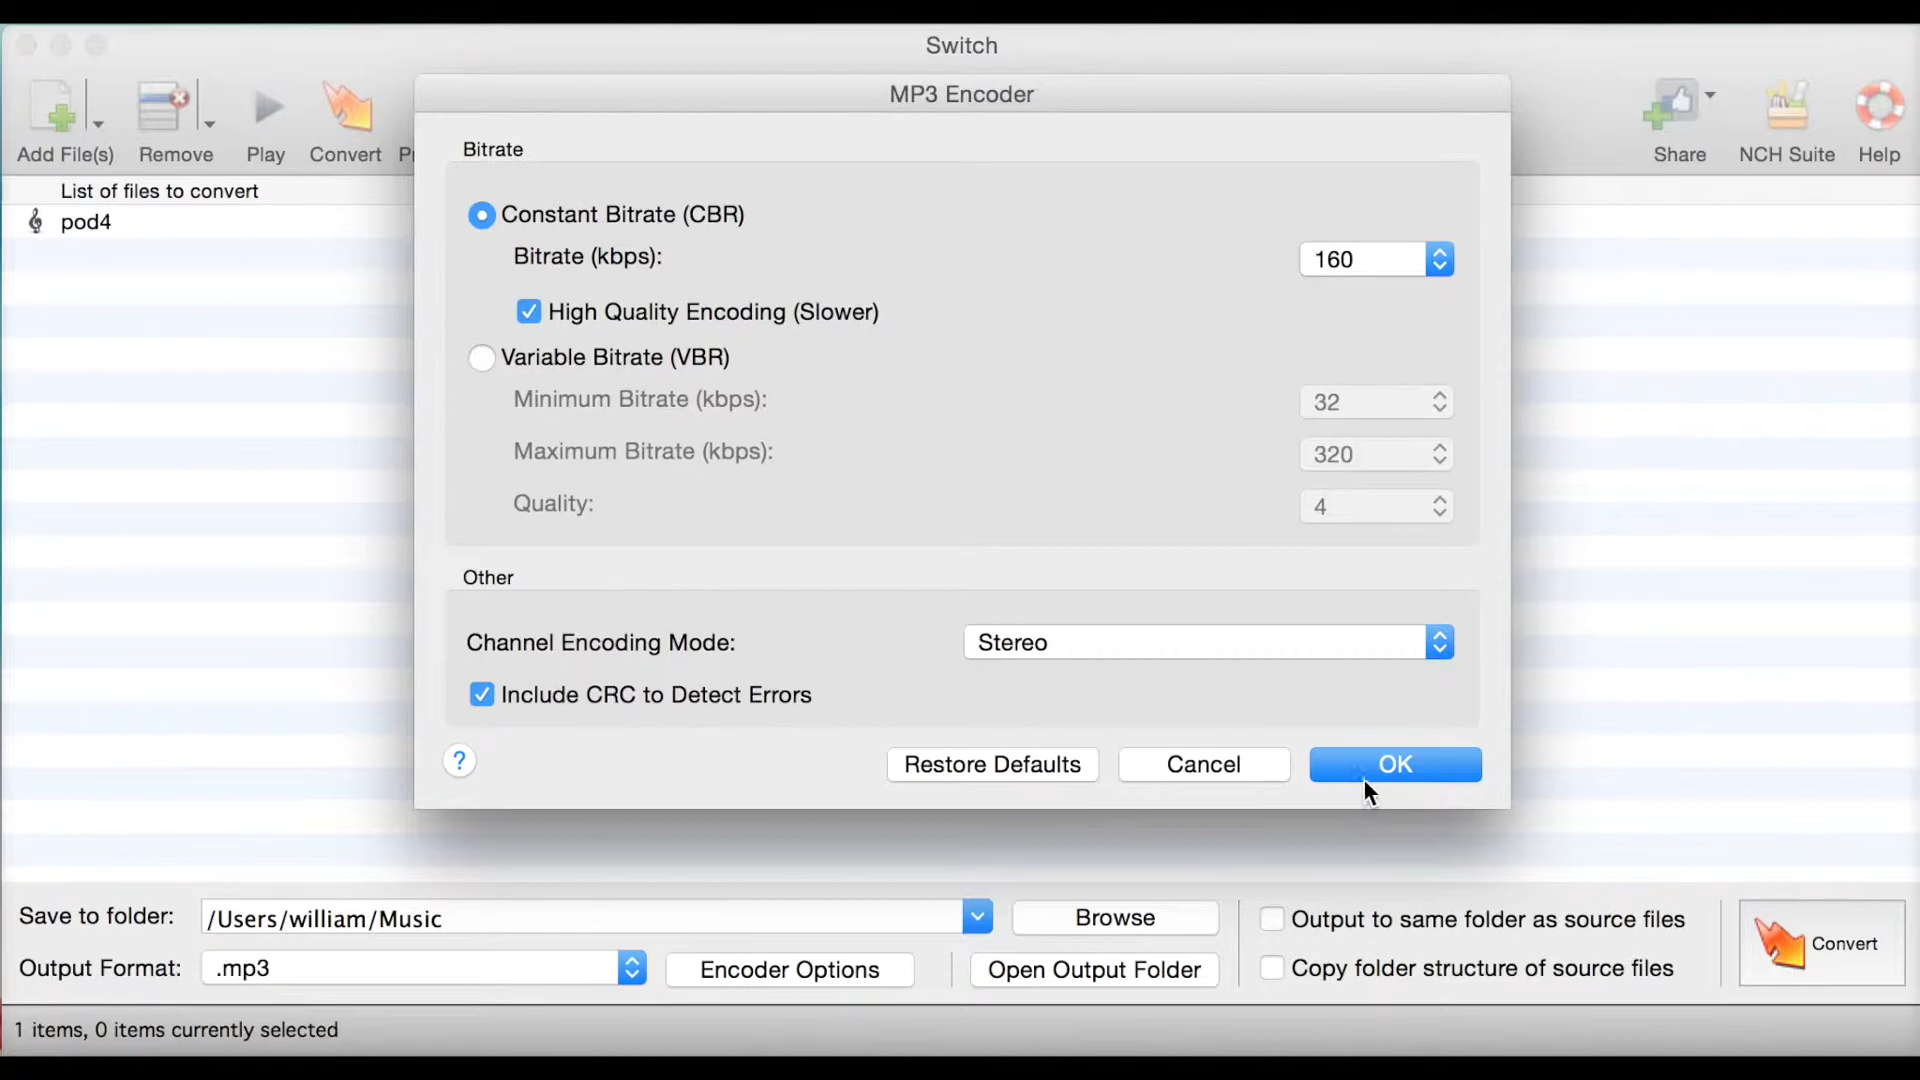 Switch
MP3 Encoder
Add File(s) Remove Play Convert
Share NCH Suite Help
List of files to convert
pod4
Bitrate
Constant Bitrate (CBR)
Bitrate (kbps): 160
High Quality Encoding (Slower)
Variable Bitrate (VBR)
Minimum Bitrate (kbps): 32
Maximum Bitrate (kbps): 320
Quality: 4
Other
Channel Encoding Mode: Stereo
Include CRC to Detect Errors
? Restore Defaults Cancel OK
Save to folder: /Users/william/Music Browse Output to same folder as source files
Output Format: .mp3 Encoder Options Open Output Folder Copy folder structure of source files
Convert
1 items, 0 items currently selected